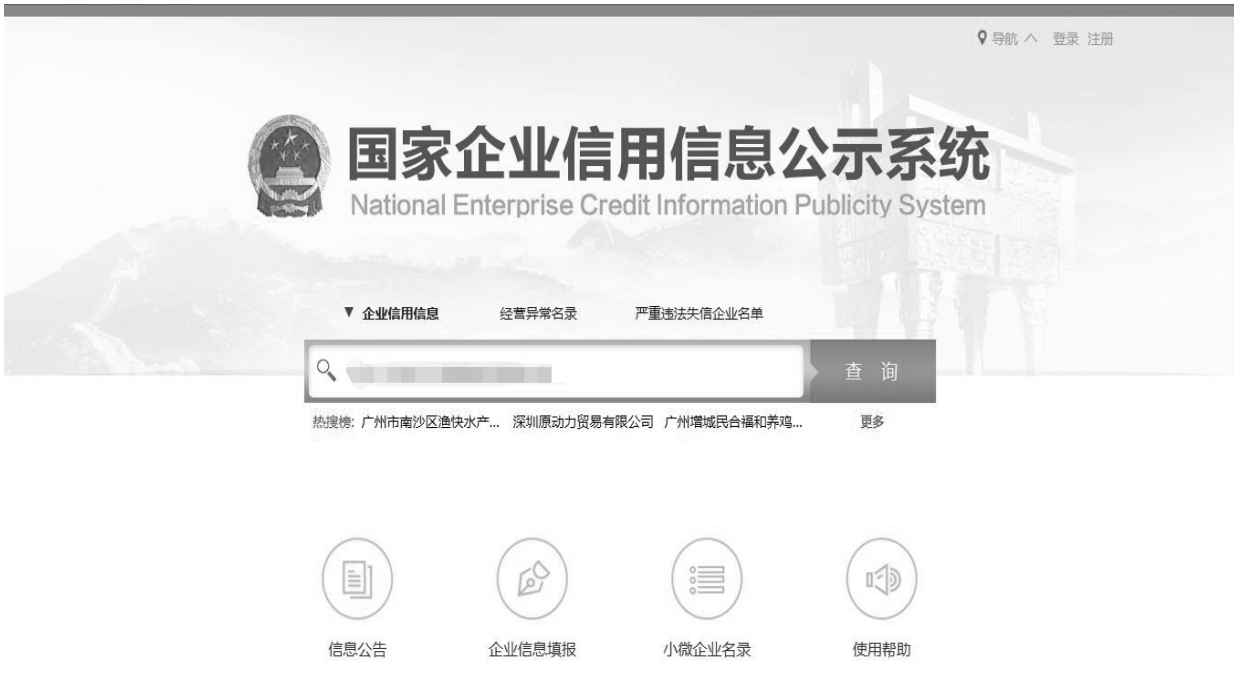 导航 登录 注册
国家企业信用信息公示系统
National Enterprise Credit Information Publicity System
企业信用信息 经营异常名录 严重违法失信企业名单
查 询
热搜榜: 广州市南沙区渔快水产... 深圳原动力贸易有限公司 广州增城民合福和养鸡... 更多
信息公告 企业信息填报 小微企业名录 使用帮助